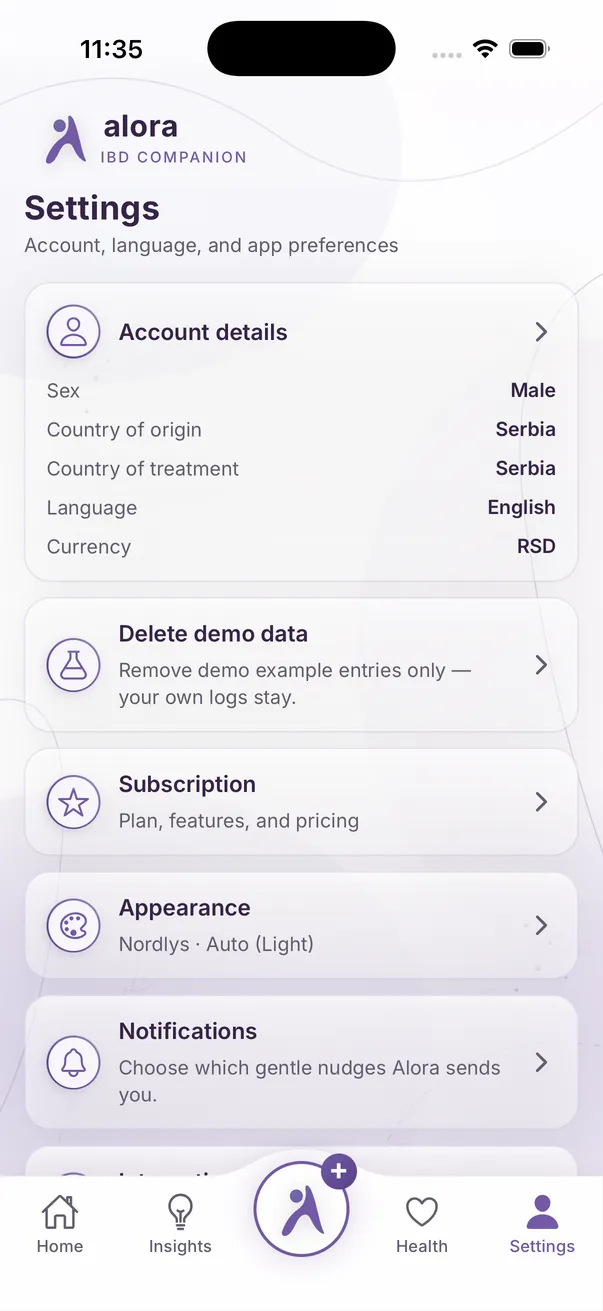 11:35
alora
IBD COMPANION
Settings
Account, language, and app preferences
Account details
Sex Male
Country of origin Serbia
Country of treatment Serbia
Language English
Currency RSD
Delete demo data
Remove demo example entries only —
your own logs stay.
Subscription
Plan, features, and pricing
Appearance
Nordlys · Auto (Light)
Notifications
Choose which gentle nudges Alora sends
you.
Home
Insights
Health
Settings